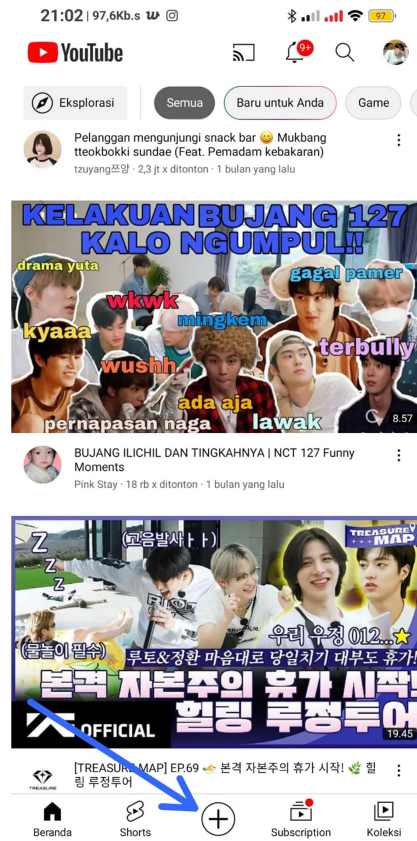 21:02 | 97,6Kb.s
97
YouTube
9+
Eksplorasi
Semua
Baru untuk Anda
Game
Pelanggan mengunjungi snack bar 😀 Mukbang
tteokbokki sundae (Feat. Pemadam kebakaran)
tzuyang쯔양 · 2,3 jt x ditonton · 1 bulan yang lalu
KELAKUAN BUJANG 127
KALO NGUMPUL!!
drama yuta
gagal pamer
wkwk
mingkem
kyaaa
terbully
wushh
ada aja
pernapasan naga
lawak
8.57
BUJANG ILICHIL DAN TINGKAHNYA | NCT 127 Funny
Moments
Pink Stay · 18 rb x ditonton · 1 bulan yang lalu
Z
Z
Z
(고음발사ㅏㅏ)
TREASURE
MAP
우리 우정 012...⭐
(물놀이 필수)
루토&정환 마음대로 당일치기 대부도 휴가!
본격 자본주의 휴가 시작!
힐링 루정투어
YG OFFICIAL
19.45
TREASURE
[TREASURE MAP] EP.69 👉 본격 자본주의 휴가 시작! 🌿 힐
링 루정투어
Beranda
Shorts
Subscription
Koleksi